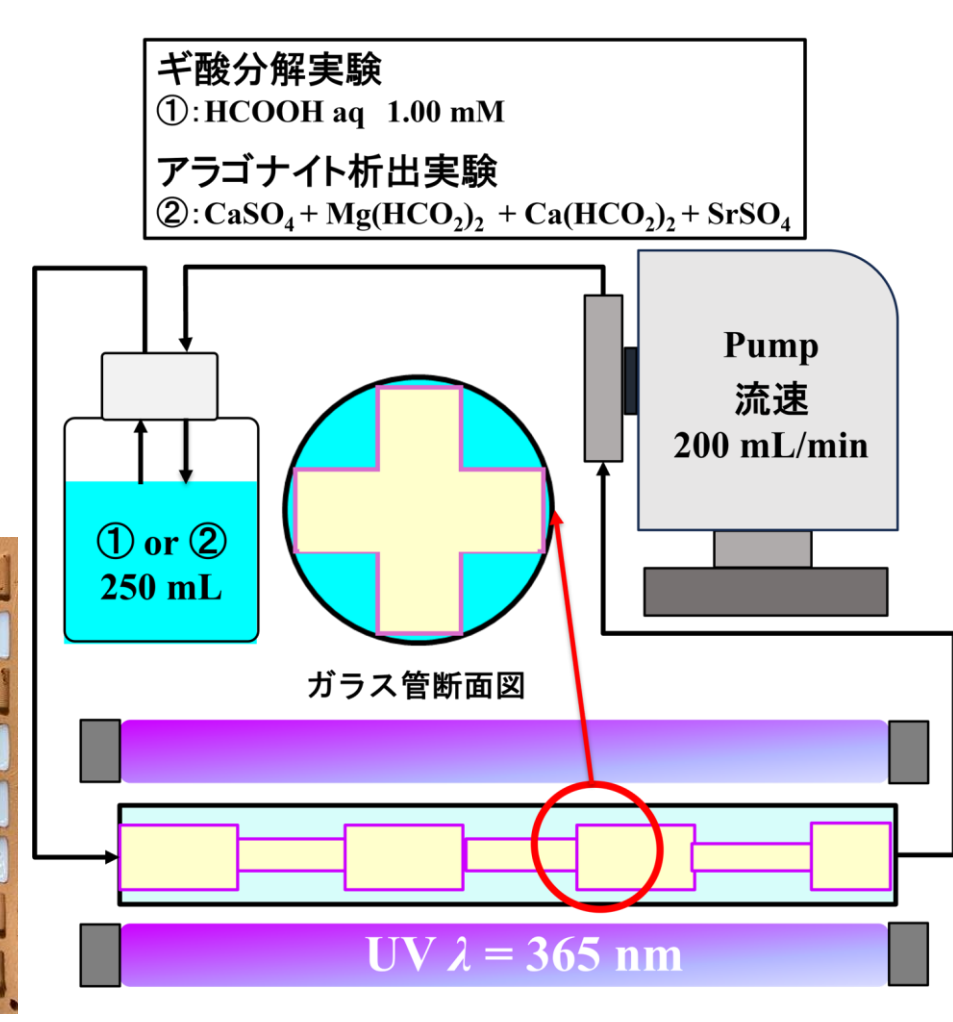 ギ酸分解実験
①:HCOOH aq 1.00 mM
アラゴナイト析出実験
②:CaSO₄ + Mg(HCO₂)₂ + Ca(HCO₂)₂ + SrSO₄
Pump
流速
200 mL/min
① or ②
250 mL
ガラス管断面図
UV λ = 365 nm